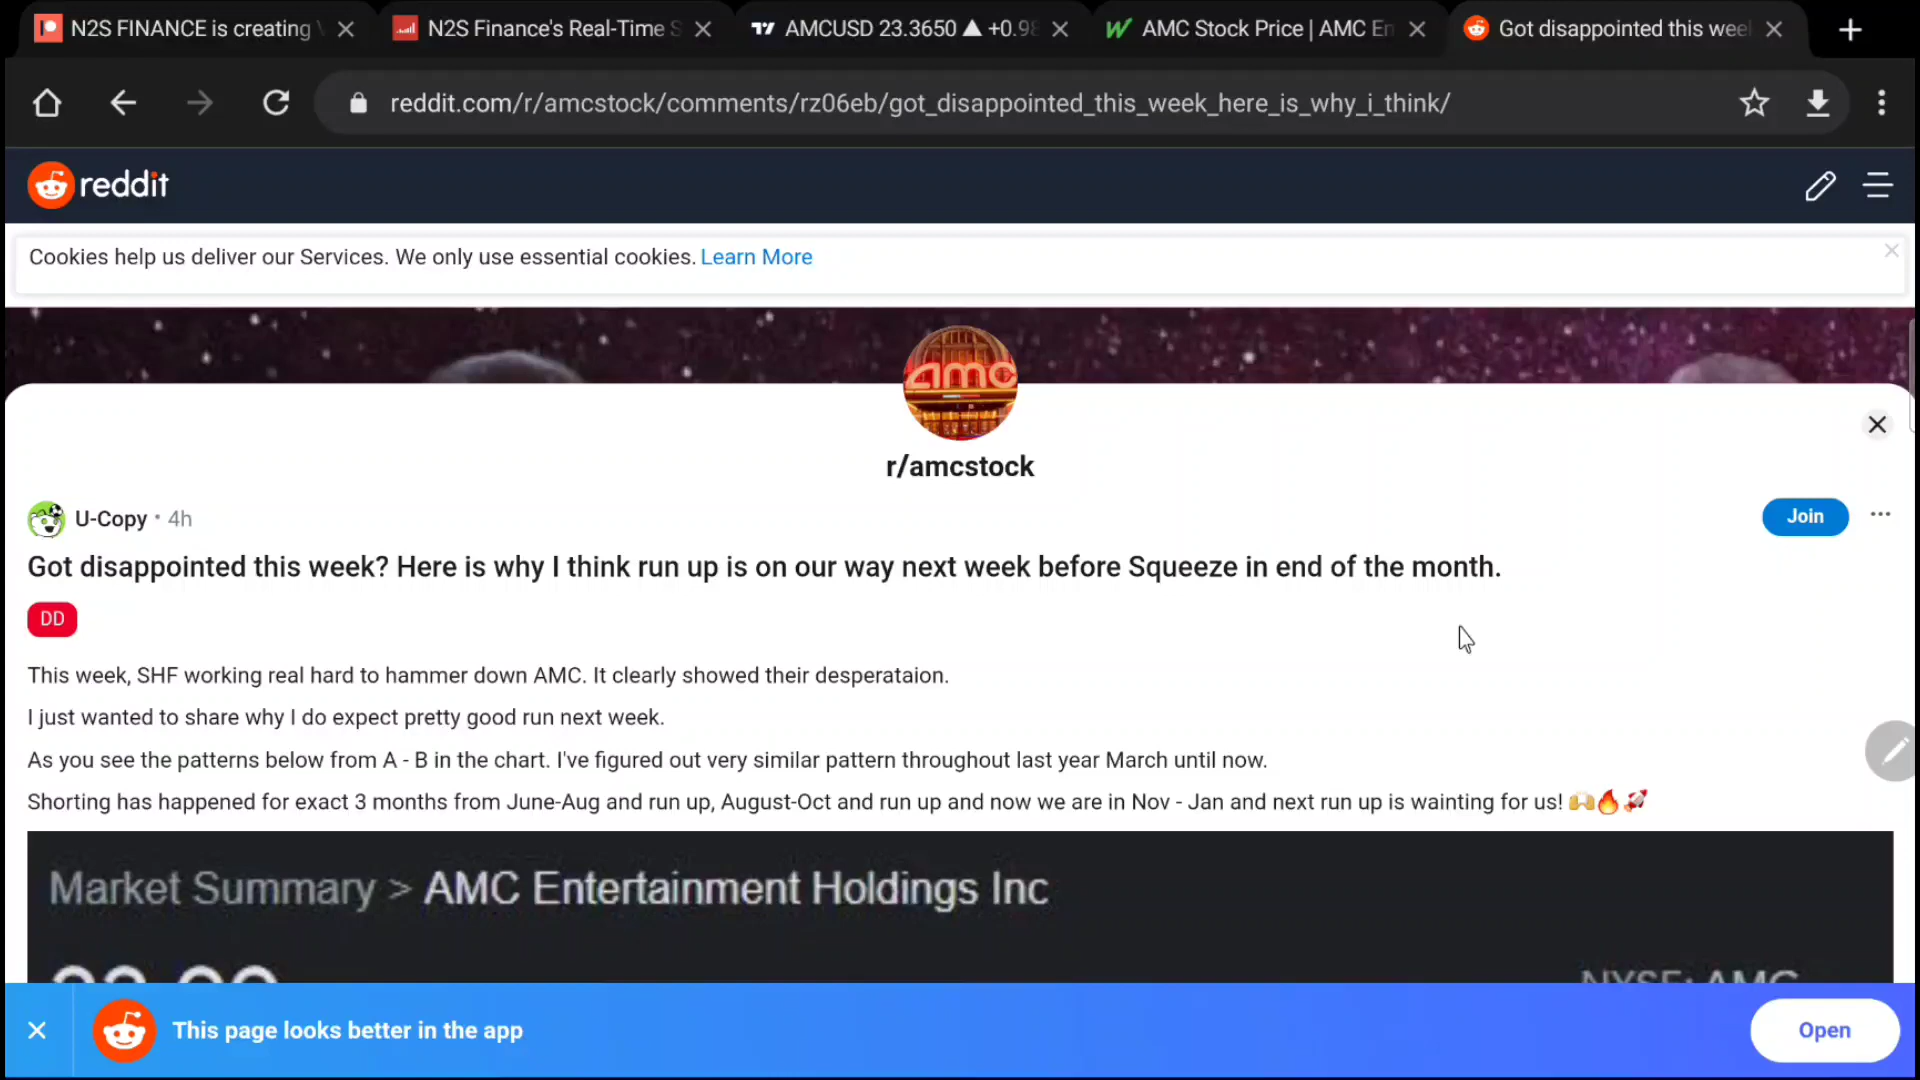 N2S FINANCE is creating
N2S Finance's Real-Time S
AMCUSD 23.3650 ▲ +0.98
AMC Stock Price | AMC En
Got disappointed this week
reddit.com/r/amcstock/comments/rz06eb/got_disappointed_this_week_here_is_why_i_think/
reddit
Cookies help us deliver our Services. We only use essential cookies. Learn More
amc
r/amcstock
U-Copy • 4h
Join
Got disappointed this week? Here is why I think run up is on our way next week before Squeeze in end of the month.
DD
This week, SHF working real hard to hammer down AMC. It clearly showed their desperataion.
I just wanted to share why I do expect pretty good run next week.
As you see the patterns below from A - B in the chart. I've figured out very similar pattern throughout last year March until now.
Shorting has happened for exact 3 months from June-Aug and run up, August-Oct and run up and now we are in Nov - Jan and next run up is wainting for us! 🙌🔥🚀
Market Summary > AMC Entertainment Holdings Inc
NYSE: AMC
This page looks better in the app
Open